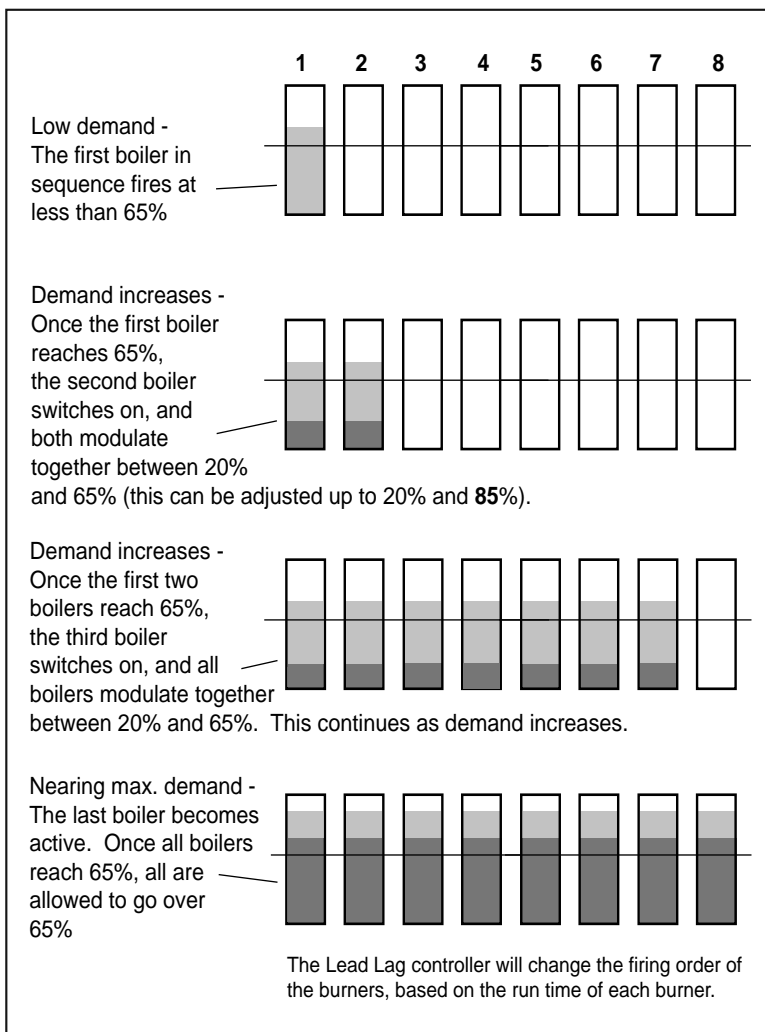 1 2 3 4 5 6 7 8
Low demand -
The first boiler in
sequence fires at
less than 65%
Demand increases -
Once the first boiler
reaches 65%,
the second boiler
switches on, and
both modulate
together between 20%
and 65% (this can be adjusted up to 20% and 85%).
Demand increases -
Once the first two
boilers reach 65%,
the third boiler
switches on, and all
boilers modulate together
between 20% and 65%.  This continues as demand increases.
Nearing max. demand -
The last boiler becomes
active.  Once all boilers
reach 65%, all are
allowed to go over
65%
The Lead Lag controller will change the firing order of
the burners, based on the run time of each burner.